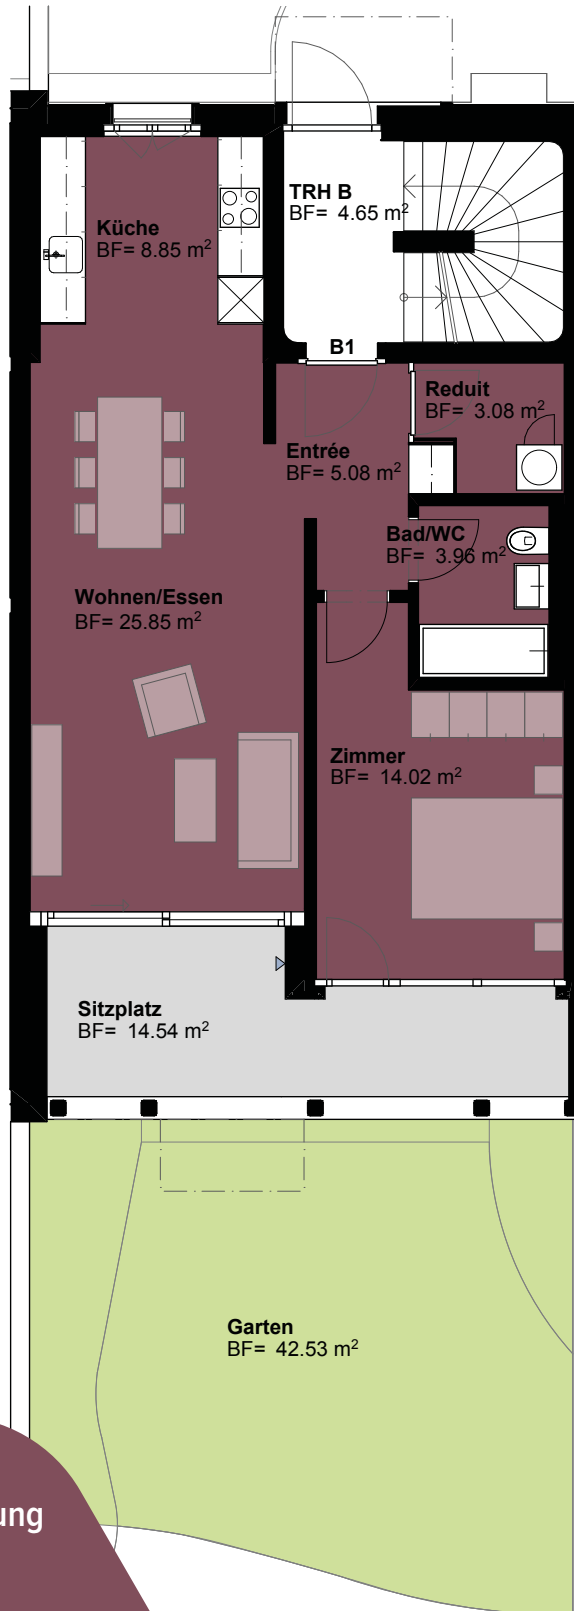 TRH B
BF= 4.65 m²
Küche
BF= 8.85 m²
B1
Reduit
BF= 3.08 m²
Entrée
BF= 5.08 m²
Bad/WC
BF= 3.96 m²
Wohnen/Essen
BF= 25.85 m²
Zimmer
BF= 14.02 m²
Sitzplatz
BF= 14.54 m²
Garten
BF= 42.53 m²
ung